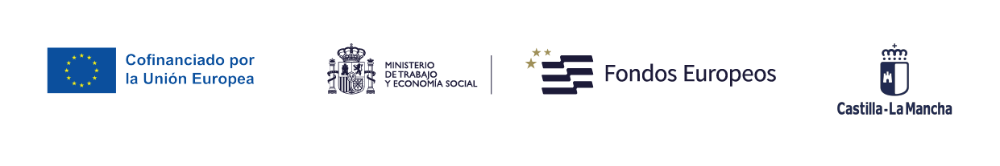 Cofinanciado por
la Unión Europea
MINISTERIO
DE TRABAJO
Y ECONOMÍA SOCIAL
Fondos Europeos
Castilla-La Mancha